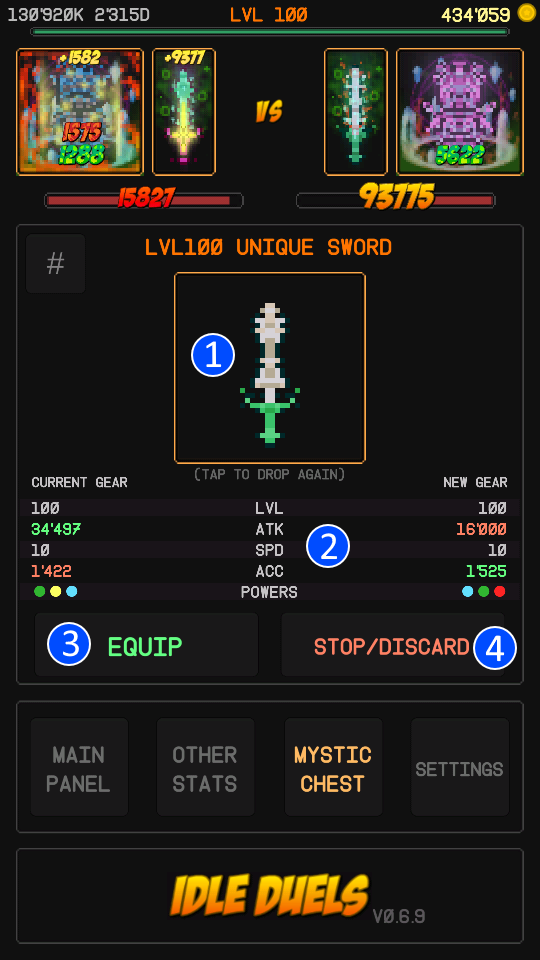 130'920K 2'315D LVL 100 434'059
+1582 +9377
VS
1575
1288 5622
15827 93775
#
LVL100 UNIQUE SWORD
1
(TAP TO DROP AGAIN)
CURRENT GEAR NEW GEAR
100 LVL 100
34'497 ATK 16'000
10 SPD 10
2
1'422 ACC 1'525
POWERS
3 EQUIP STOP/DISCARD 4
MAIN OTHER MYSTIC SETTINGS
PANEL STATS CHEST
IDLE DUELS V0.6.9